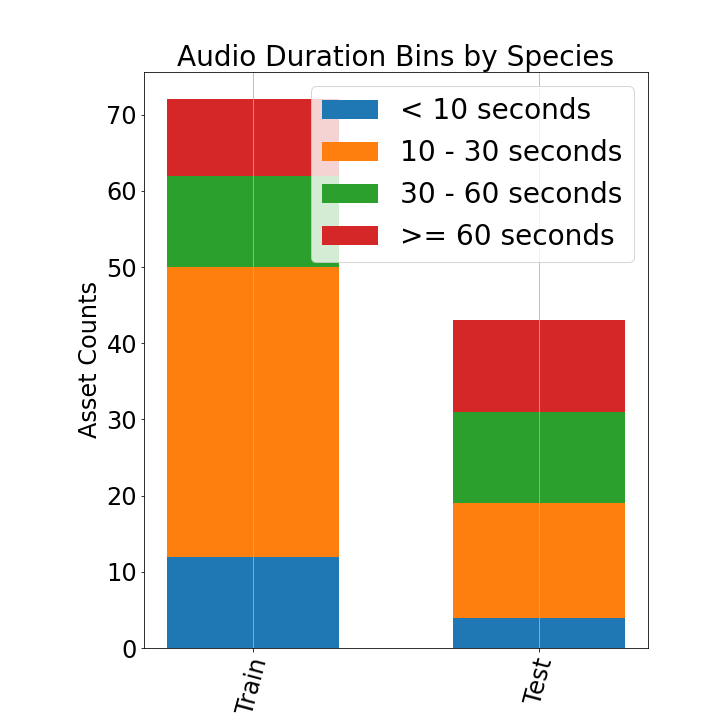 Audio Duration Bins by Species
< 10 seconds
10 - 30 seconds
30 - 60 seconds
>= 60 seconds
Asset Counts
70
60
50
40
30
20
10
0
Train
Test